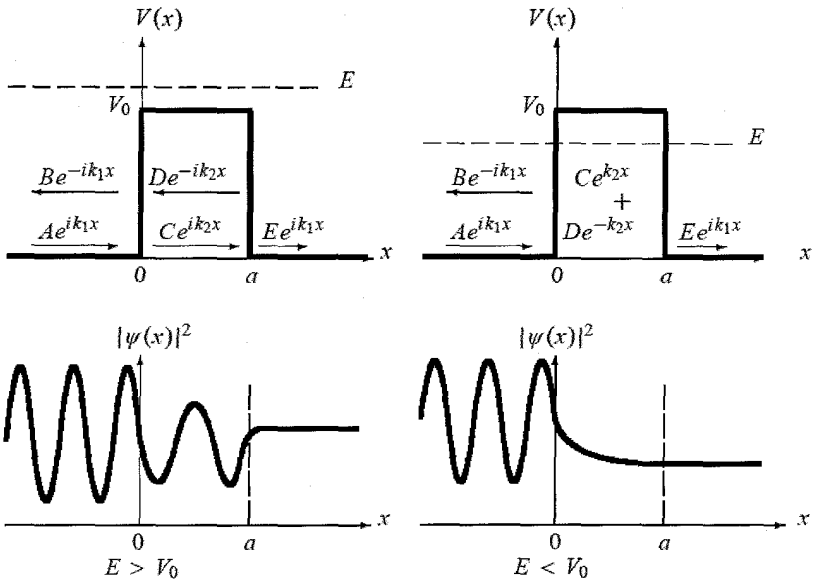 V(x)
E
V₀
Be^{-ik₁x} De^{-ik₂x}
Ae^{ik₁x} Ce^{ik₂x} Ee^{ik₁x}
x
0 a
V(x)
V₀
E
Be^{-ik₁x} Ce^{k₂x}
+
Ae^{ik₁x} De^{-k₂x} Ee^{ik₁x}
x
0 a
|ψ(x)|²
x
0 a
E > V₀
|ψ(x)|²
x
0 a
E < V₀